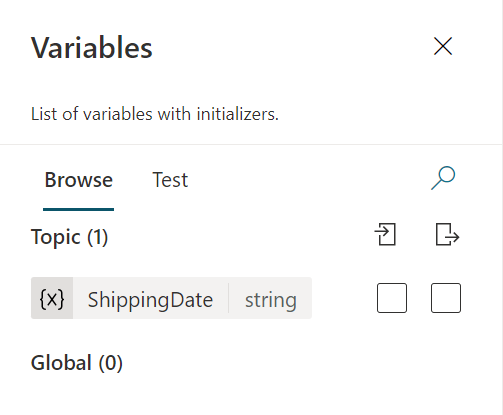 Variables
List of variables with initializers.
Browse Test
Topic (1)
{x} ShippingDate string
Global (0)